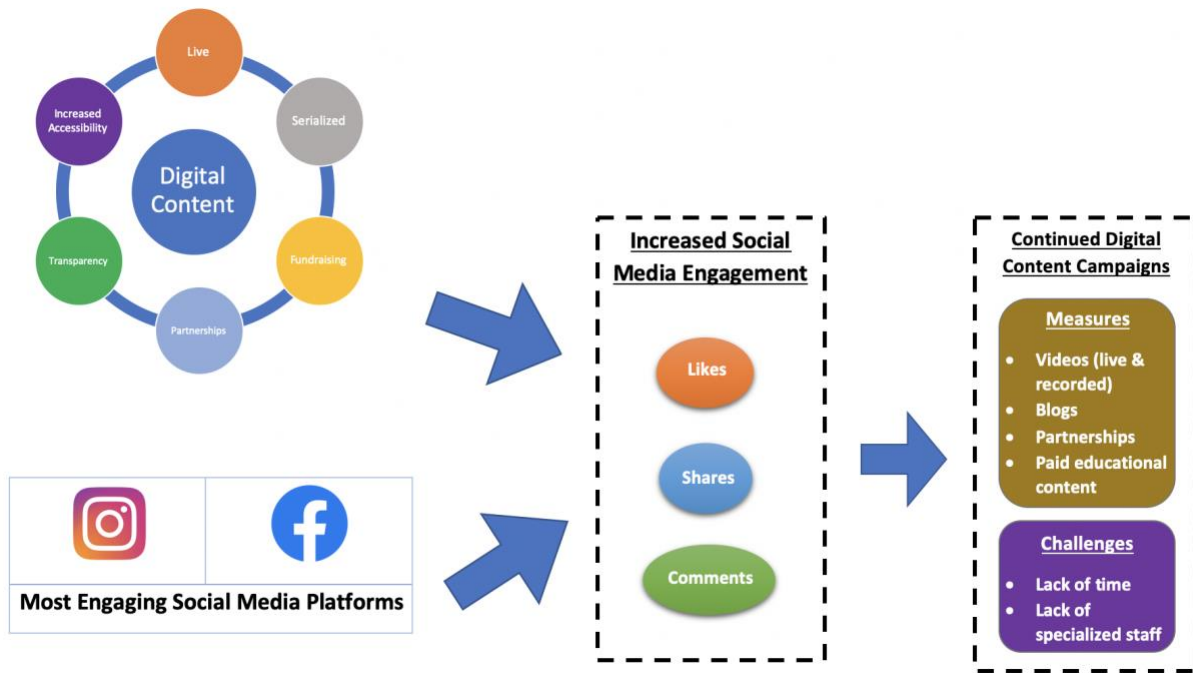 Live
Serialized
Fundraising
Partnerships
Transparency
Increased
Accessibility
Digital
Content
Most Engaging Social Media Platforms
Increased Social
Media Engagement
Likes
Shares
Comments
Continued Digital
Content Campaigns
Measures
• Videos (live &
recorded)
• Blogs
• Partnerships
• Paid educational
content
Challenges
• Lack of time
• Lack of
specialized staff